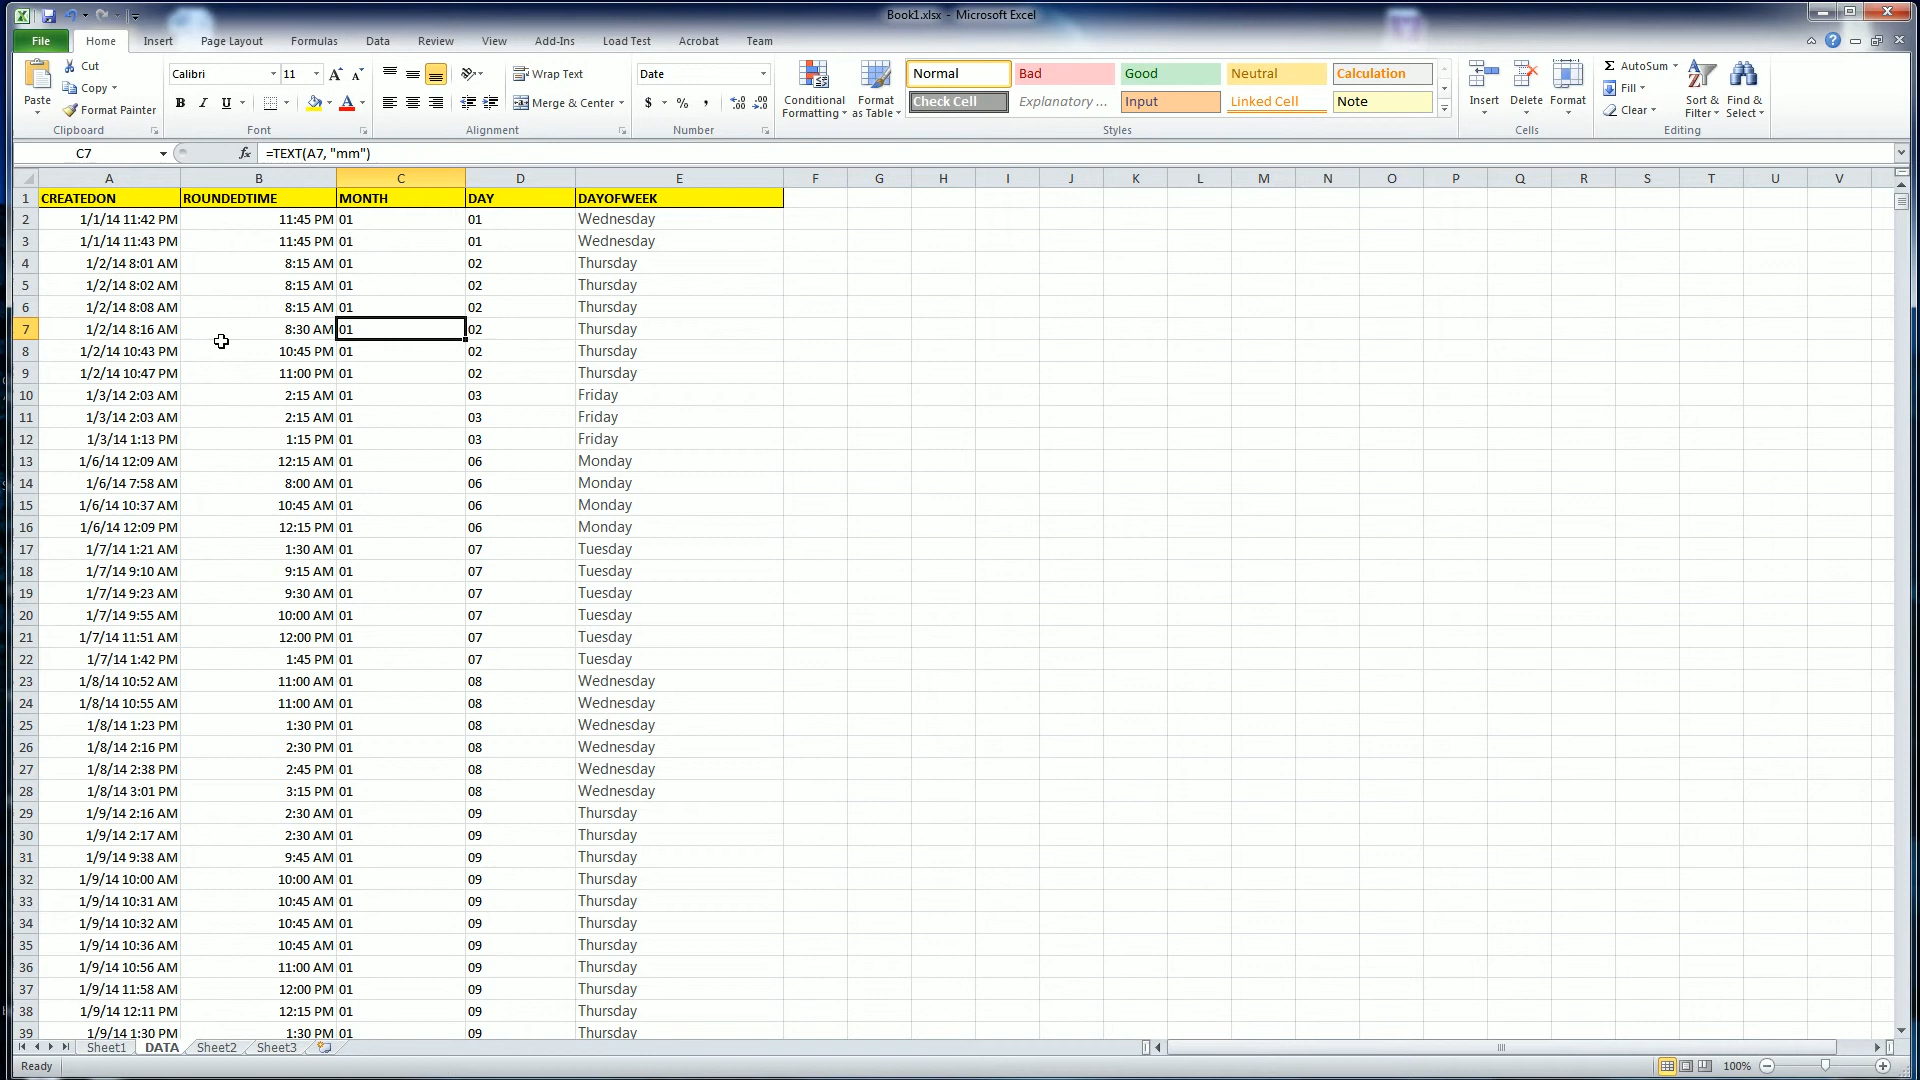 Book1.xlsx - Microsoft Excel
File Home Insert Page Layout Formulas Data Review View Add-Ins Load Test Acrobat Team
Paste Cut Copy Format Painter Clipboard
Calibri 11 B I U Font
Wrap Text Merge & Center Alignment
Date $ % , Number
Conditional Formatting Format as Table
Normal Bad Good Neutral Calculation
Check Cell Explanatory ... Input Linked Cell Note
Styles
Insert Delete Format Cells
AutoSum Fill Clear Sort & Filter Find & Select Editing
C7 fx =TEXT(A7, "mm")
A B C D E F G H I J K L M N O P Q R S T U V
1 CREATEDON ROUNDEDTIME MONTH DAY DAYOFWEEK
2 1/1/14 11:42 PM 11:45 PM 01 01 Wednesday
3 1/1/14 11:43 PM 11:45 PM 01 01 Wednesday
4 1/2/14 8:01 AM 8:15 AM 01 02 Thursday
5 1/2/14 8:02 AM 8:15 AM 01 02 Thursday
6 1/2/14 8:08 AM 8:15 AM 01 02 Thursday
7 1/2/14 8:16 AM 8:30 AM 01 02 Thursday
8 1/2/14 10:43 PM 10:45 PM 01 02 Thursday
9 1/2/14 10:47 PM 11:00 PM 01 02 Thursday
10 1/3/14 2:03 AM 2:15 AM 01 03 Friday
11 1/3/14 2:03 AM 2:15 AM 01 03 Friday
12 1/3/14 1:13 PM 1:15 PM 01 03 Friday
13 1/6/14 12:09 AM 12:15 AM 01 06 Monday
14 1/6/14 7:58 AM 8:00 AM 01 06 Monday
15 1/6/14 10:37 AM 10:45 AM 01 06 Monday
16 1/6/14 12:09 PM 12:15 PM 01 06 Monday
17 1/7/14 1:21 AM 1:30 AM 01 07 Tuesday
18 1/7/14 9:10 AM 9:15 AM 01 07 Tuesday
19 1/7/14 9:23 AM 9:30 AM 01 07 Tuesday
20 1/7/14 9:55 AM 10:00 AM 01 07 Tuesday
21 1/7/14 11:51 AM 12:00 PM 01 07 Tuesday
22 1/7/14 1:42 PM 1:45 PM 01 07 Tuesday
23 1/8/14 10:52 AM 11:00 AM 01 08 Wednesday
24 1/8/14 10:55 AM 11:00 AM 01 08 Wednesday
25 1/8/14 1:23 PM 1:30 PM 01 08 Wednesday
26 1/8/14 2:16 PM 2:30 PM 01 08 Wednesday
27 1/8/14 2:38 PM 2:45 PM 01 08 Wednesday
28 1/8/14 3:01 PM 3:15 PM 01 08 Wednesday
29 1/9/14 2:16 AM 2:30 AM 01 09 Thursday
30 1/9/14 2:17 AM 2:30 AM 01 09 Thursday
31 1/9/14 9:38 AM 9:45 AM 01 09 Thursday
32 1/9/14 10:00 AM 10:00 AM 01 09 Thursday
33 1/9/14 10:31 AM 10:45 AM 01 09 Thursday
34 1/9/14 10:32 AM 10:45 AM 01 09 Thursday
35 1/9/14 10:36 AM 10:45 AM 01 09 Thursday
36 1/9/14 10:56 AM 11:00 AM 01 09 Thursday
37 1/9/14 11:58 AM 12:00 PM 01 09 Thursday
38 1/9/14 12:11 PM 12:15 PM 01 09 Thursday
39 1/9/14 1:30 PM 1:30 PM 01 09 Thursday
Sheet1 DATA Sheet2 Sheet3
Ready 100%